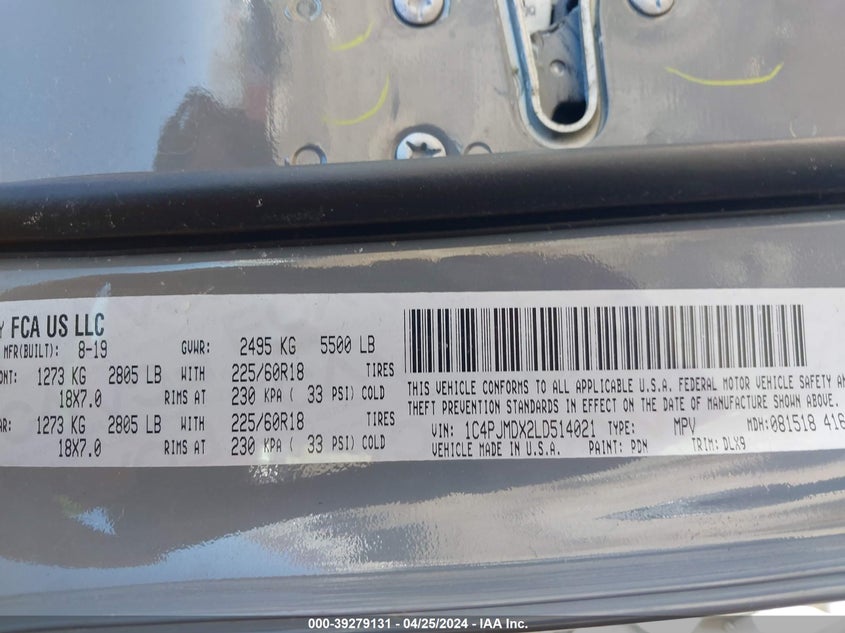 Y FCA US LLC
MFR(BUILT): 8-19 GVWR: 2495 KG 5500 LB
ONT: 1273 KG 2805 LB WITH 225/60R18 TIRES
18X7.0 RIMS AT 230 KPA ( 33 PSI) COLD
AR: 1273 KG 2805 LB WITH 225/60R18 TIRES
18X7.0 RIMS AT 230 KPA ( 33 PSI) COLD
THIS VEHICLE CONFORMS TO ALL APPLICABLE U.S.A. FEDERAL MOTOR VEHICLE SAFETY AN
THEFT PREVENTION STANDARDS IN EFFECT ON THE DATE OF MANUFACTURE SHOWN ABOVE.
VIN: 1C4PJMDX2LD514021 TYPE: MPV MDH:081518 416
VEHICLE MADE IN U.S.A. PAINT: PDN TRIM: DLX9
000-39279131 - 04/25/2024 - IAA Inc.